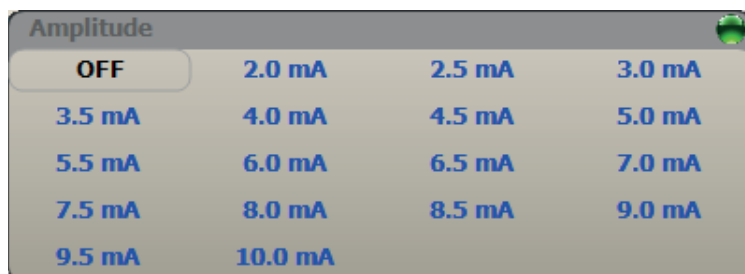 Amplitude
OFF 2.0 mA 2.5 mA 3.0 mA
3.5 mA 4.0 mA 4.5 mA 5.0 mA
5.5 mA 6.0 mA 6.5 mA 7.0 mA
7.5 mA 8.0 mA 8.5 mA 9.0 mA
9.5 mA 10.0 mA